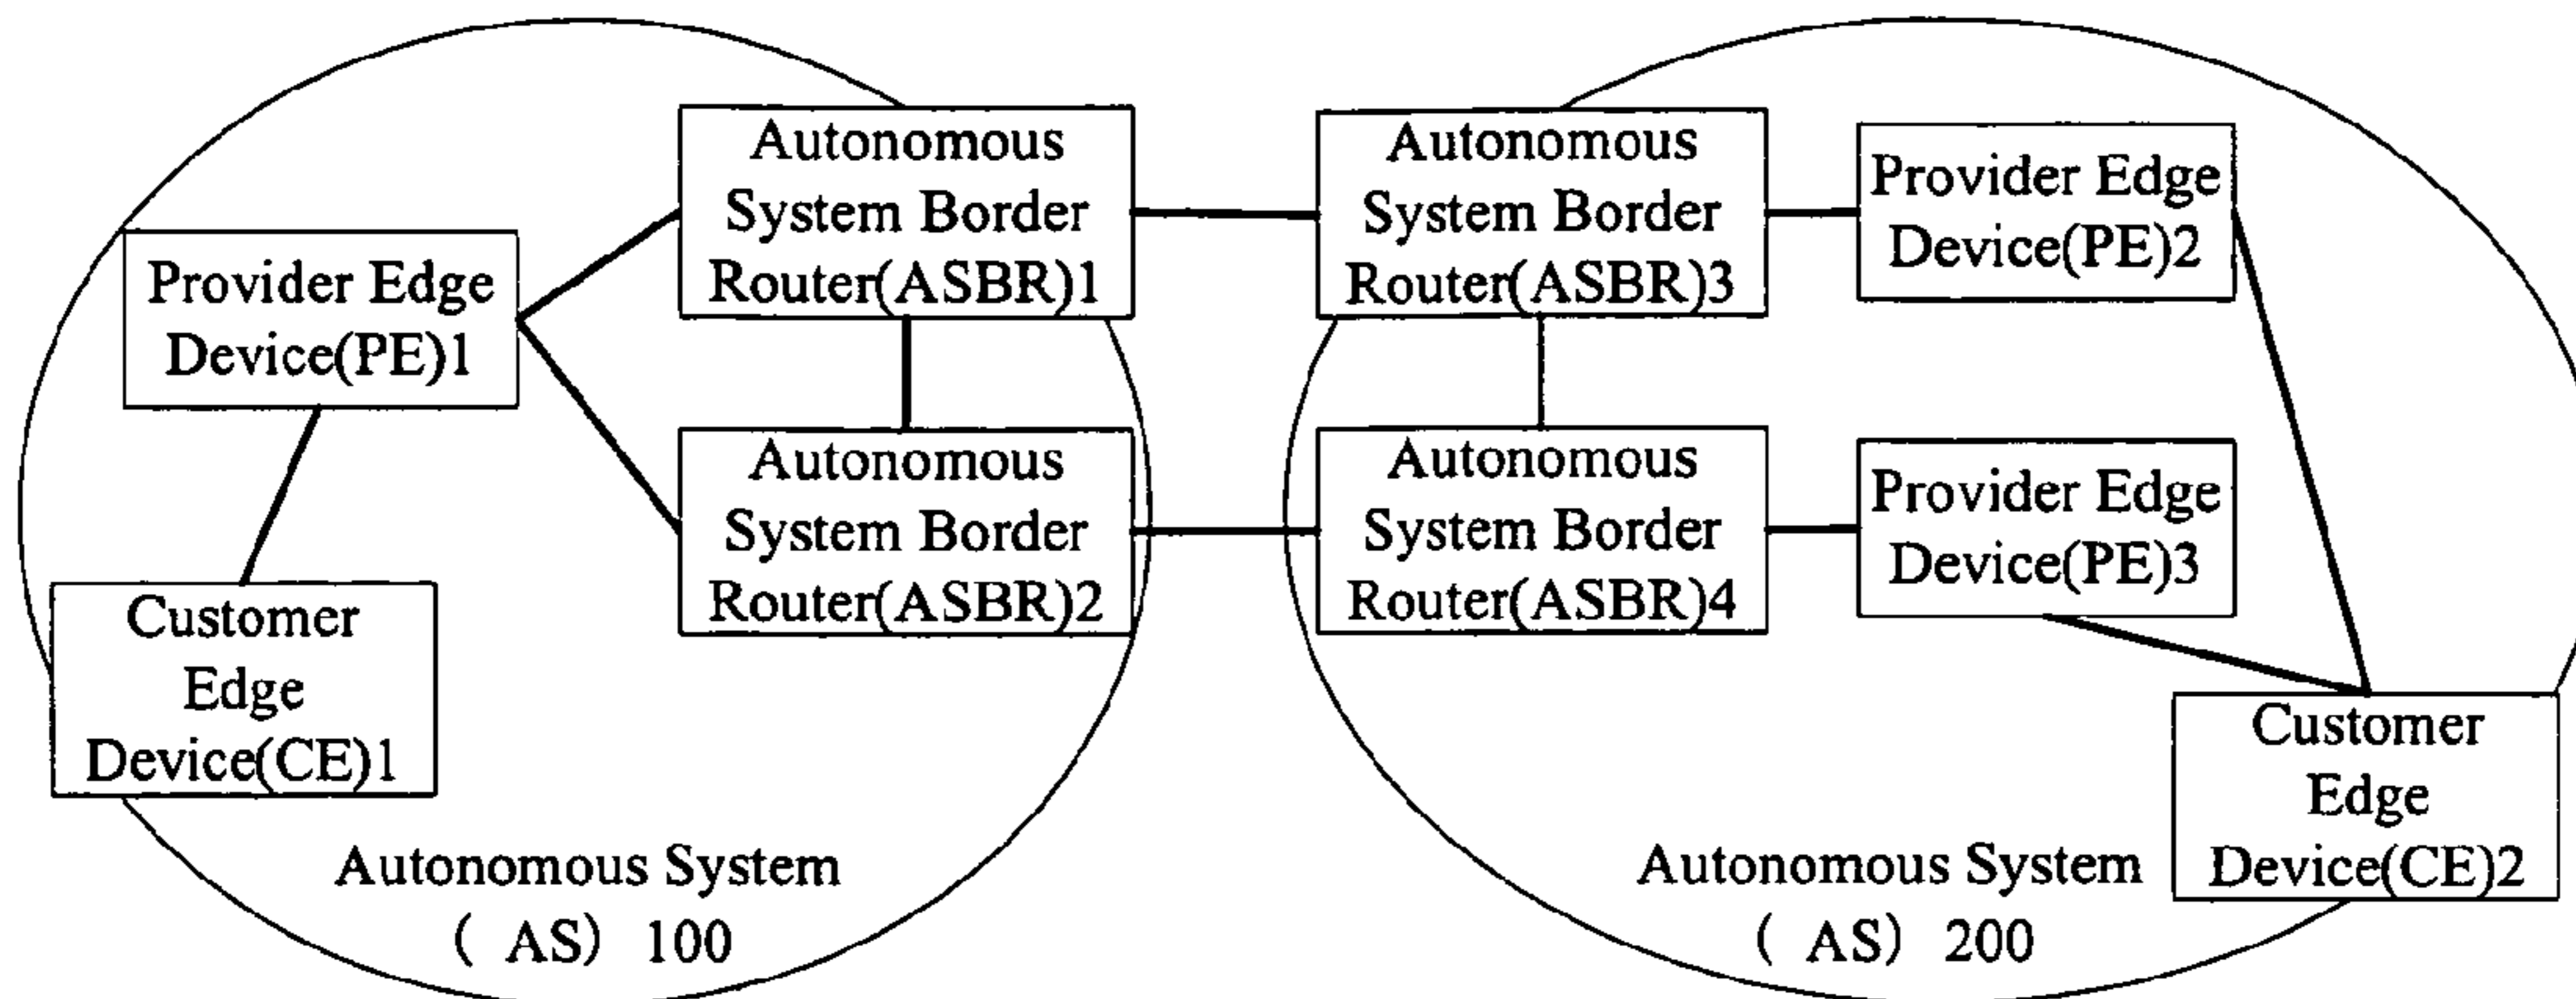 Autonomous
System Border
Router(ASBR)1
Autonomous
System Border
Router(ASBR)3
Provider Edge
Device(PE)2
Provider Edge
Device(PE)1
Autonomous
System Border
Router(ASBR)2
Autonomous
System Border
Router(ASBR)4
Provider Edge
Device(PE)3
Customer
Edge
Device(CE)1
Customer
Edge
Device(CE)2
Autonomous System
( AS) 100
Autonomous System
( AS) 200